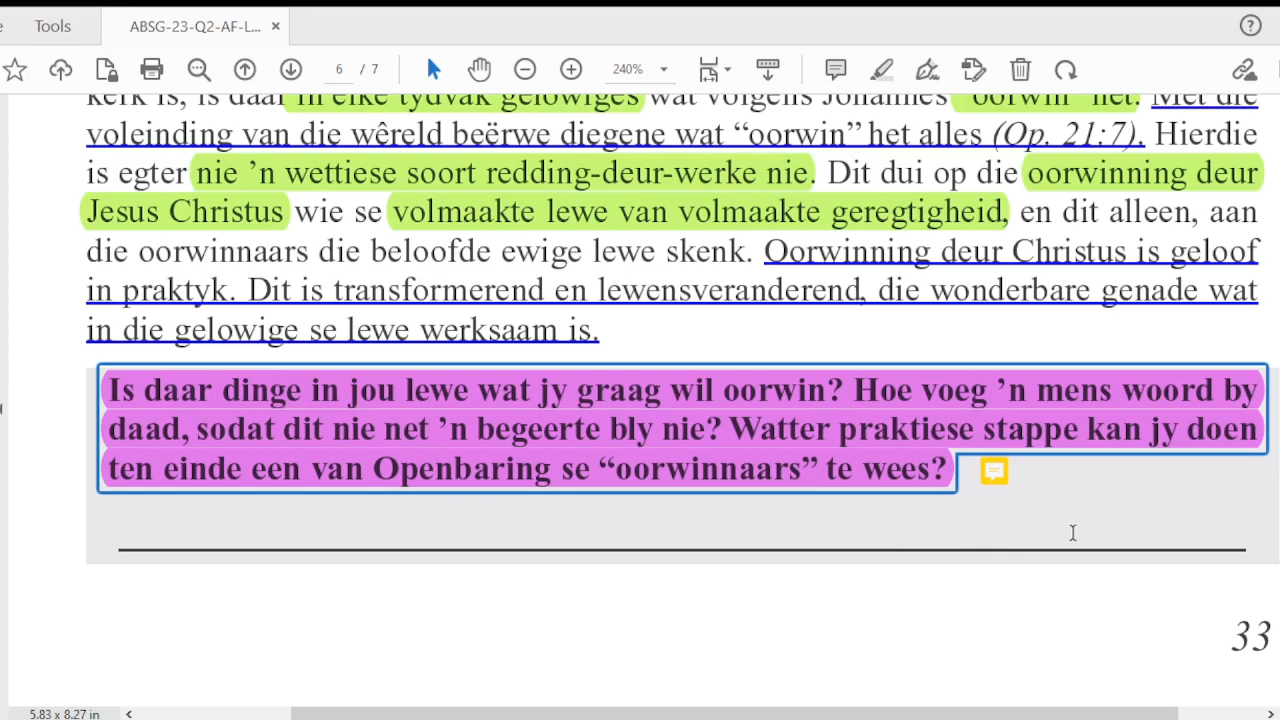 Tools
ABSG-23-Q2-AF-L... ×
6 / 7
240%
kerk is, is daar in elke tydvak gelowiges wat volgens Johannes “oorwin” het. Met die
voleinding van die wêreld beërwe diegene wat “oorwin” het alles (Op. 21:7). Hierdie
is egter nie ’n wettiese soort redding-deur-werke nie. Dit dui op die oorwinning deur
Jesus Christus wie se volmaakte lewe van volmaakte geregtigheid, en dit alleen, aan
die oorwinnaars die beloofde ewige lewe skenk. Oorwinning deur Christus is geloof
in praktyk. Dit is transformerend en lewensveranderend, die wonderbare genade wat
in die gelowige se lewe werksaam is.
Is daar dinge in jou lewe wat jy graag wil oorwin? Hoe voeg ’n mens woord by
daad, sodat dit nie net ’n begeerte bly nie? Watter praktiese stappe kan jy doen
ten einde een van Openbaring se “oorwinnaars” te wees?
33
5.83 x 8.27 in